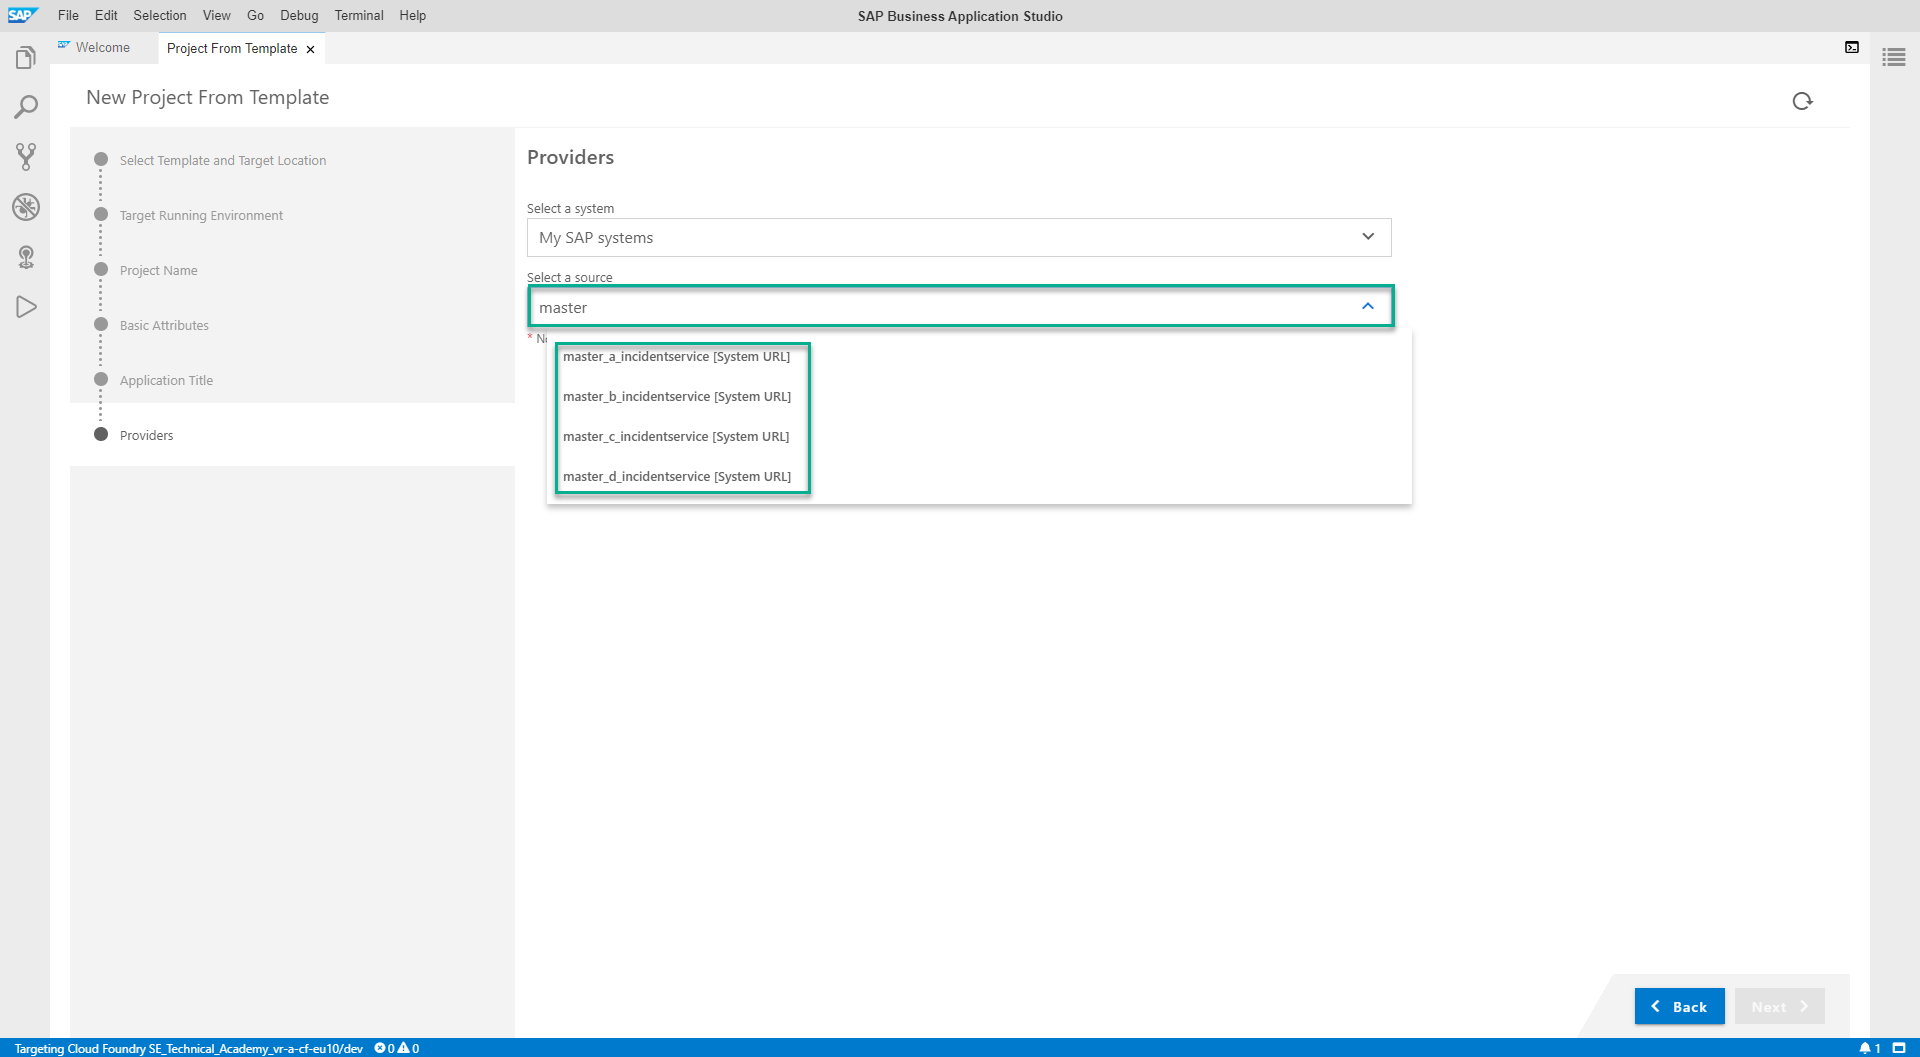 SAP File Edit Selection View Go Debug Terminal Help SAP Business Application Studio
Welcome Project From Template
New Project From Template
Select Template and Target Location
Target Running Environment
Project Name
Basic Attributes
Application Title
Providers
Providers
Select a system
My SAP systems
Select a source
master
*
master_a_incidentservice [System URL]
master_b_incidentservice [System URL]
master_c_incidentservice [System URL]
master_d_incidentservice [System URL]
Back Next
Targeting Cloud Foundry SE_Technical_Academy_vr-a-cf-eu10/dev 0 0 1